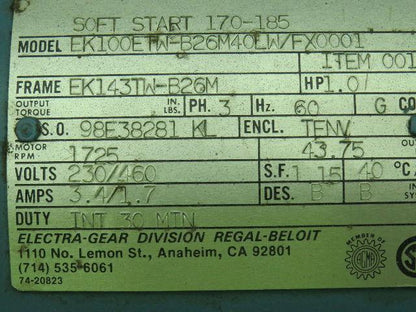 SOFT START 170-185
MODEL EK100ETW-B26M40LW/FX0001
ITEM 001
FRAME EK143TW-B26M HP 1.0
OUTPUT TORQUE IN. LBS. PH. 3 Hz. 60 G
S.O. 98E38281 KL ENCL. TENV
MOTOR RPM 1725 43.75
VOLTS 230/460 S.F. 1.15 40 °C
AMPS 3.4/1.7 DES. B B
DUTY INT 30 MIN
ELECTRA-GEAR DIVISION REGAL-BELOIT
1110 No. Lemon St., Anaheim, CA 92801
(714) 535-6061
74-20823
AGMA